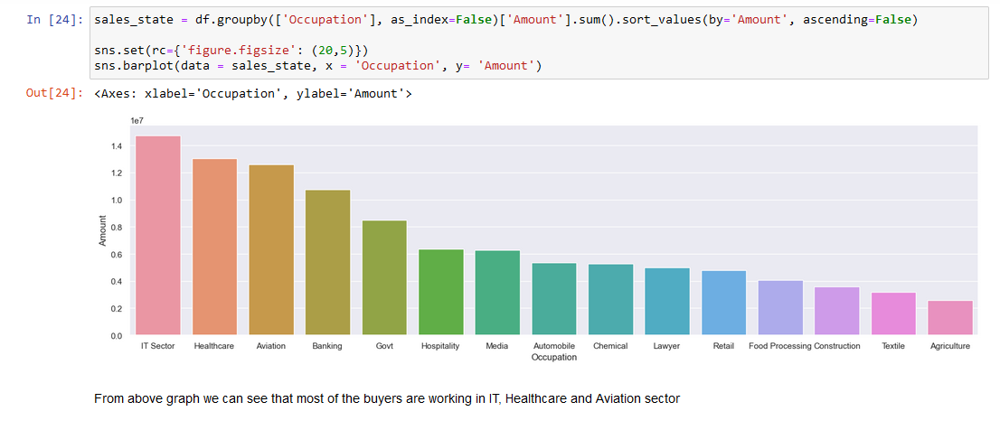 In [24]: sales_state = df.groupby(['Occupation'], as_index=False)['Amount'].sum().sort_values(by='Amount', ascending=False)
sns.set(rc={'figure.figsize': (20,5)})
sns.barplot(data = sales_state, x = 'Occupation', y= 'Amount')
Out[24]: <Axes: xlabel='Occupation', ylabel='Amount'>
1e7
1.4
1.2
1.0
0.8
0.6
0.4
0.2
0.0
Amount
IT Sector Healthcare Aviation Banking Govt Hospitality Media Automobile Chemical Lawyer Retail Food Processing Construction Textile Agriculture
Occupation
From above graph we can see that most of the buyers are working in IT, Healthcare and Aviation sector